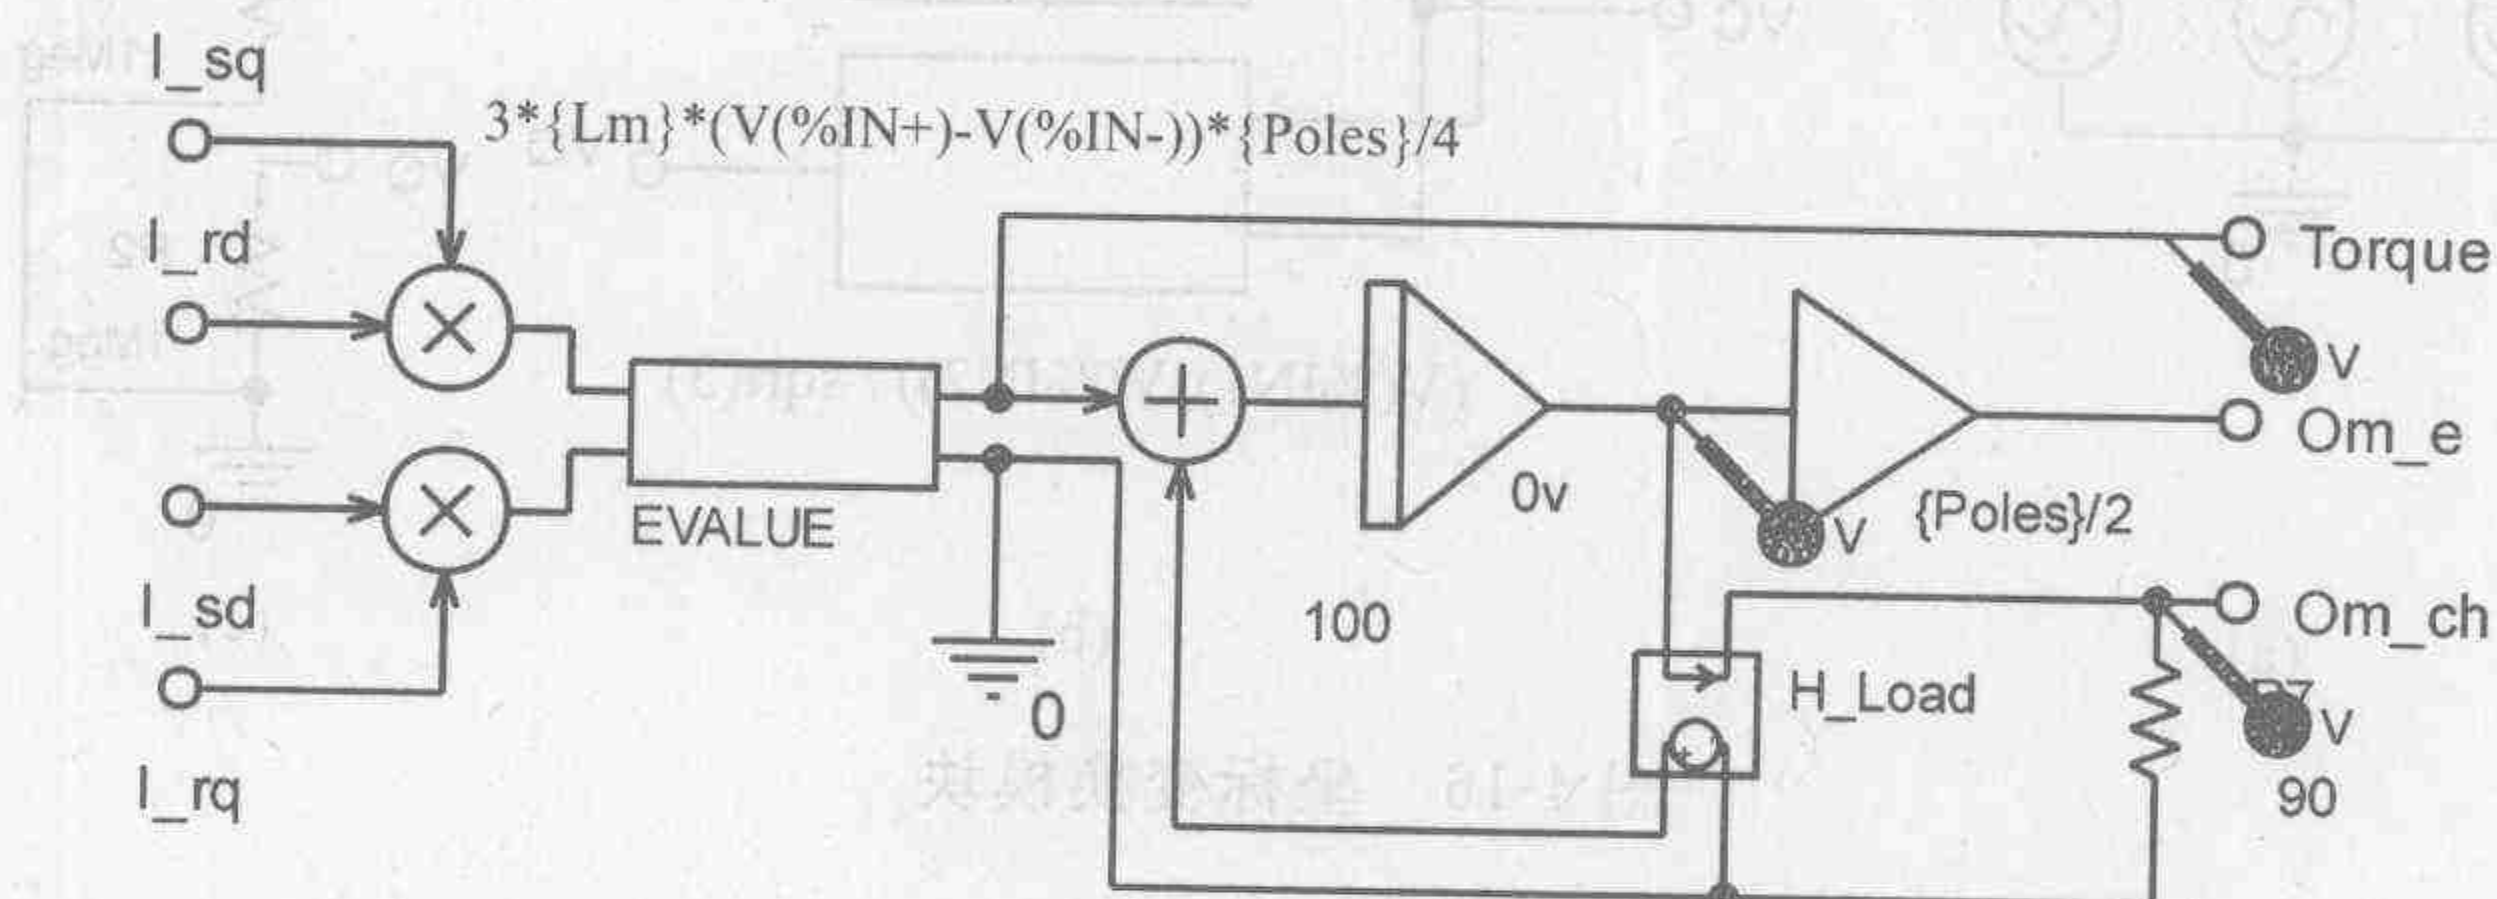 I_sq
3*{Lm}*(V(%IN+)-V(%IN-))*{Poles}/4
I_rd
Torque
V
Om_e
0v
{Poles}/2
V
EVALUE
I_sd
100
Om_ch
H_Load
R7
V
0
I_rq
90